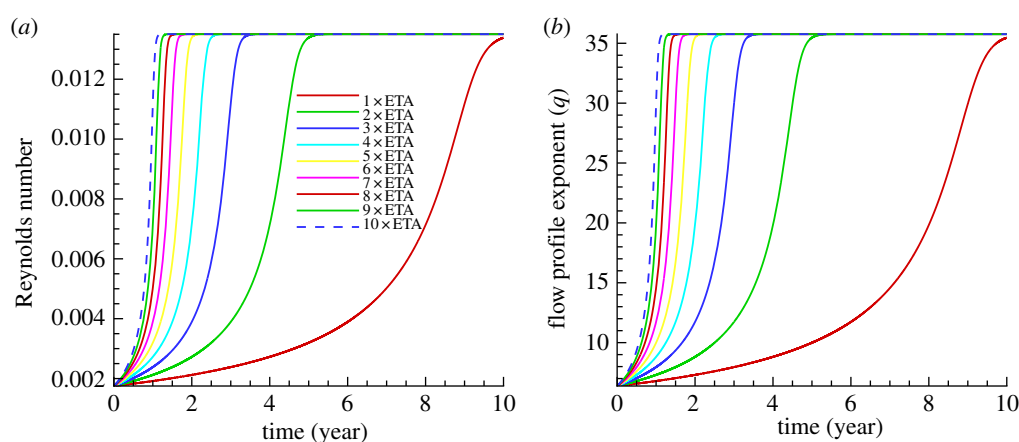 (a)
Reynolds number
0.012
0.010
0.008
0.006
0.004
0.002
1×ETA
2×ETA
3×ETA
4×ETA
5×ETA
6×ETA
7×ETA
8×ETA
9×ETA
10×ETA
0 2 4 6 8 10
time (year)
(b)
flow profile exponent (q)
35
30
25
20
15
10
0 2 4 6 8 10
time (year)